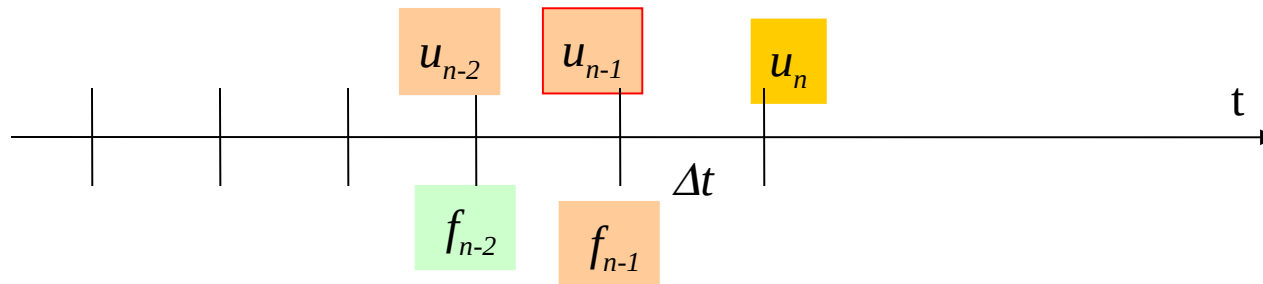 u_{n-2} u_{n-1} u_n
t
Δt
f_{n-2} f_{n-1}